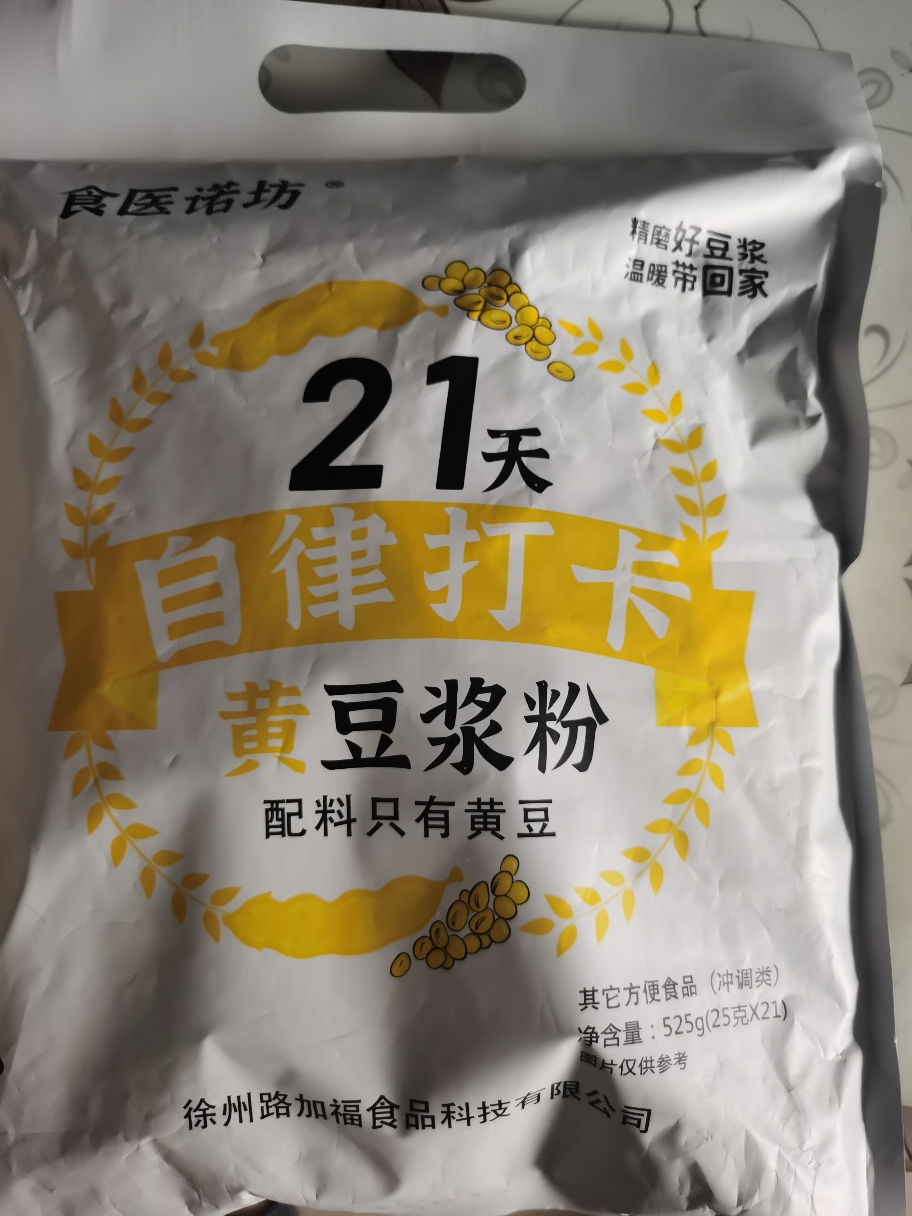 食医诺坊®
精磨好豆浆
温暖带回家
21天
自律打卡
黄豆浆粉
配料只有黄豆
其它方便食品（冲调类）
净含量：525g(25克X21)
图片仅供参考
徐州路加福食品科技有限公司